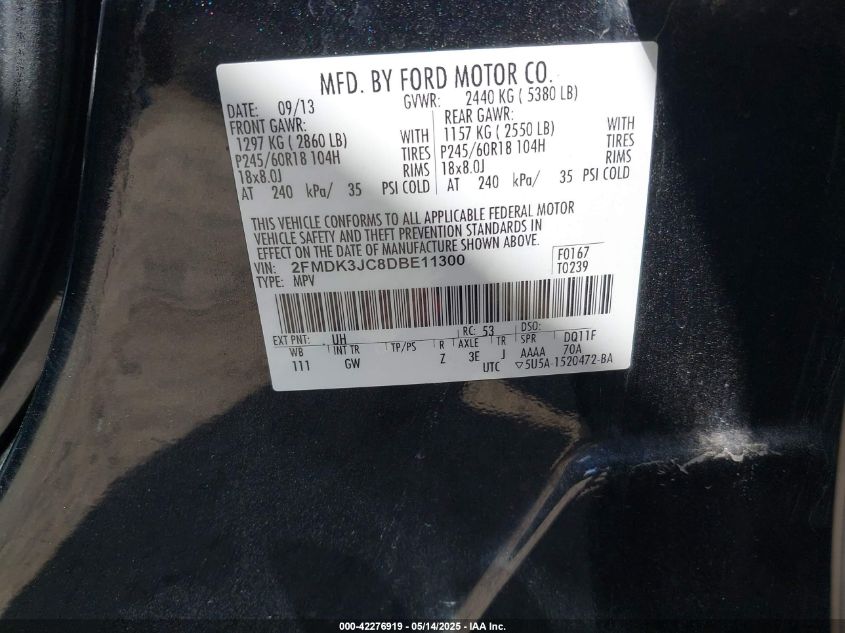 MFD. BY FORD MOTOR CO.
DATE: 09/13 GVWR: 2440 KG ( 5380 LB)
FRONT GAWR: REAR GAWR:
1297 KG ( 2860 LB) WITH 1157 KG ( 2550 LB) WITH
P245/60R18 104H TIRES P245/60R18 104H TIRES
18x8.0J RIMS 18x8.0J RIMS
AT 240 kPa/ 35 PSI COLD AT 240 kPa/ 35 PSI COLD
THIS VEHICLE CONFORMS TO ALL APPLICABLE FEDERAL MOTOR
VEHICLE SAFETY AND THEFT PREVENTION STANDARDS IN
EFFECT ON THE DATE OF MANUFACTURE SHOWN ABOVE.
VIN: 2FMDK3JC8DBE11300 F0167
TYPE: MPV T0239
EXT PNT: UH RC: 53 DSO:
WB INT TR TP/PS R AXLE TR SPR DQ11F
111 GW Z 3E J AAAA 70A
UTC ▽5U5A-1520472-BA
000-42276919 - 05/14/2025 - IAAI.COM